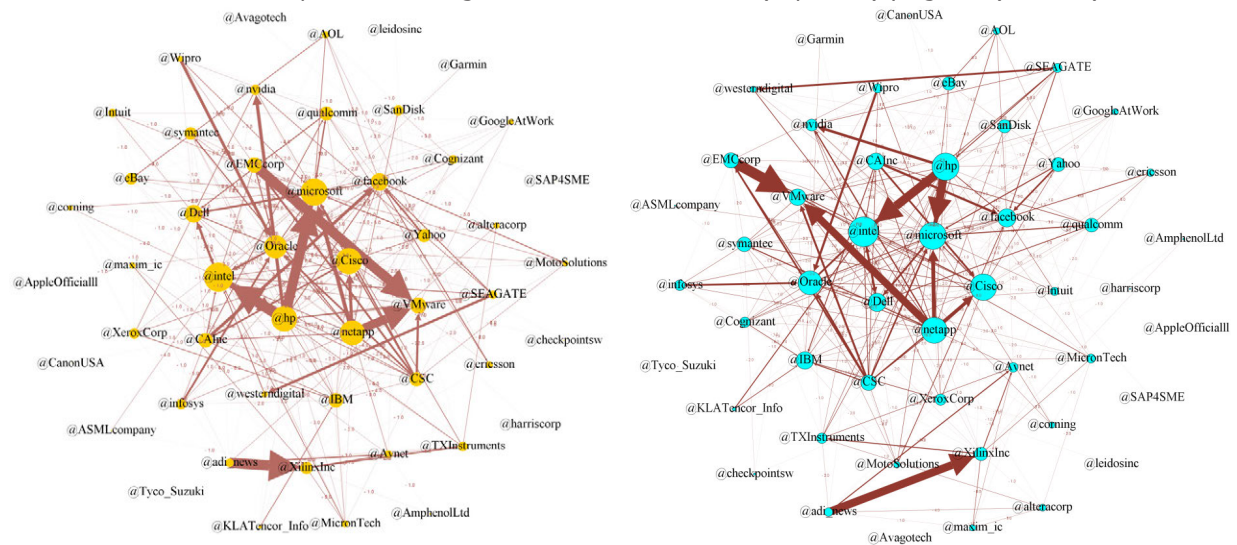 @Avagotech
@AOL
@leidosinc
@Wipro
@Garmin
@nvidia
@Intuit
@qualcomm
@SanDisk
@GoogleAtWork
@symantec
@EMCcorp
@Cognizant
@eBay
@microsoft
@facebook
@SAP4SME
@corning
@Dell
@alteracorp
@Yahoo
@Oracle
@maxim_ic
@Cisco
@MotoSolutions
@AppleOfficialll
@intel
@SEAGATE
@VMware
@hp
@XeroxCorp
@CAInc
@netapp
@checkpointsw
@CanonUSA
@ericsson
@CSC
@westerndigital
@IBM
@infosys
@harriscorp
@ASMLcompany
@TXInstruments
@adi_news
@XilinxInc
@Avnet
@Tyco_Suzuki
@AmphenolLtd
@KLATencor_Info
@MicronTech
@CanonUSA
@AOL
@Garmin
@SEAGATE
@westerndigital
@Wipro
@eBay
@GoogleAtWork
@nvidia
@SanDisk
@EMCcorp
@CAInc
@hp
@Yahoo
@ericsson
@VMware
@ASMLcompany
@facebook
@qualcomm
@intel
@microsoft
@AmphenolLtd
@symantec
@infosys
@Oracle
@Cisco
@Intuit
@harriscorp
@Dell
@Cognizant
@netapp
@AppleOfficialll
@Tyco_Suzuki
@IBM
@MicronTech
@Avnet
@CSC
@SAP4SME
@KLATencor_Info
@XeroxCorp
@corning
@TXInstruments
@XilinxInc
@MotoSolutions
@leidosinc
@checkpointsw
@adi_news
@alteracorp
@maxim_ic
@Avagotech